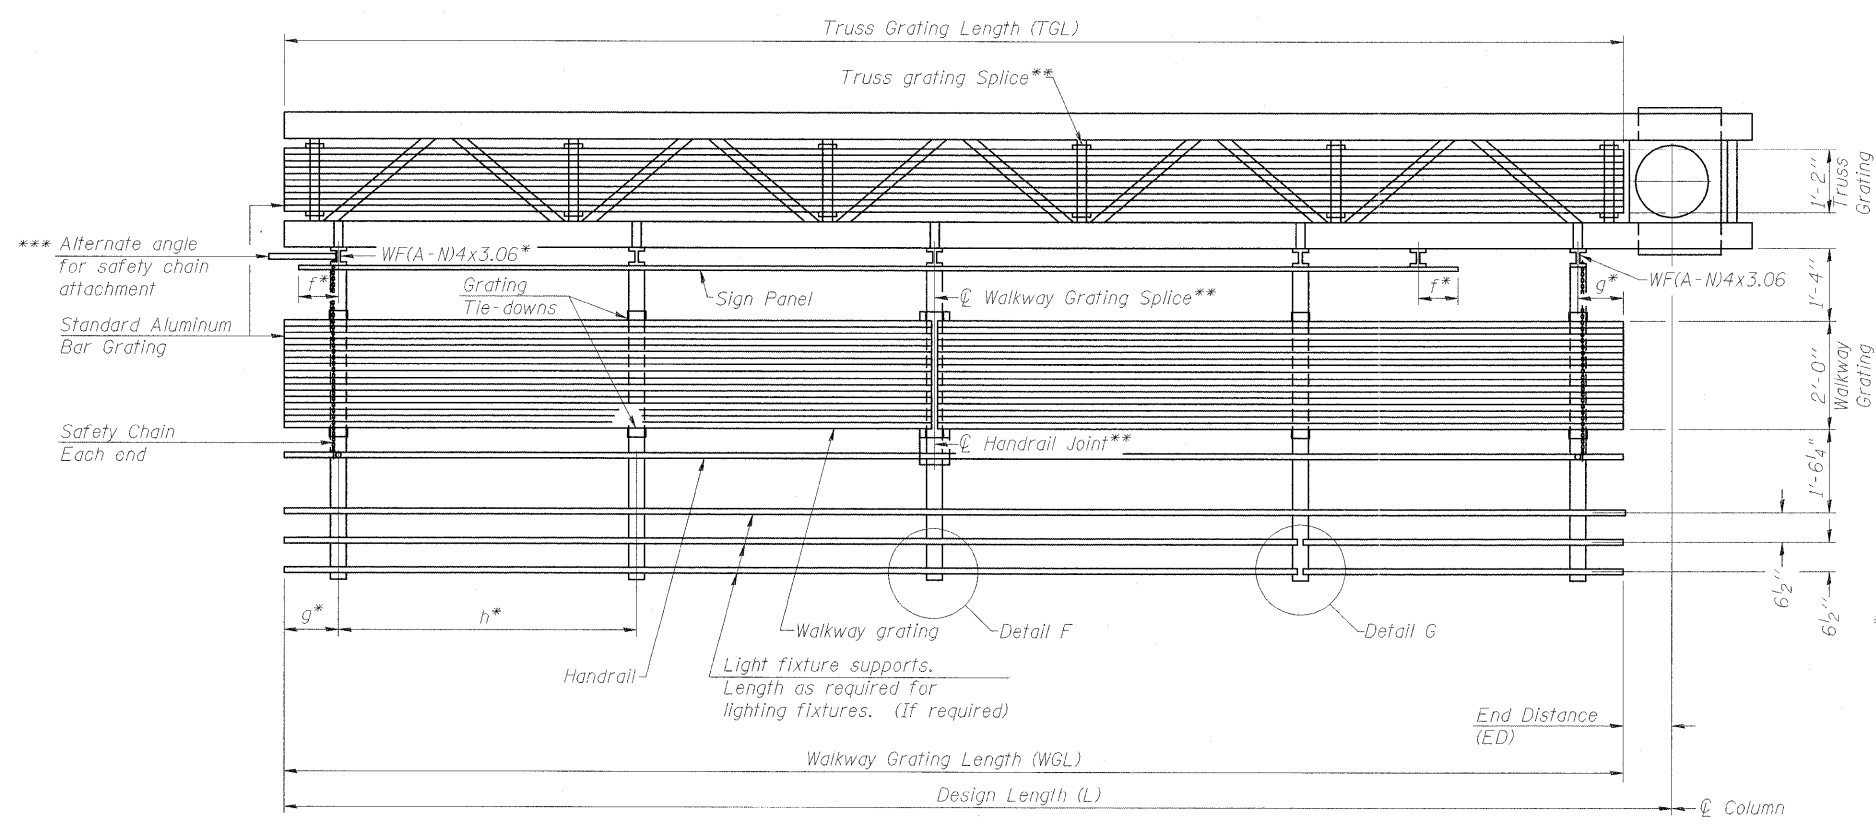 Truss Grating Length (TGL)
Truss grating Splice**
1'-2"
Truss
Grating
*** Alternate angle
for safety chain
attachment
WF(A-N)4x3.06*
f*
Grating
Tie-downs
Sign Panel
℄ Walkway Grating Splice**
f*
g*
WF(A-N)4x3.06
1'-4"
Standard Aluminum
Bar Grating
2'-0"
Walkway
Grating
Safety Chain
Each end
℄ Handrail Joint**
1'-6¼"
6½"
6½"
g*
h*
Walkway grating
Detail F
Detail G
Handrail
Light fixture supports.
Length as required for
lighting fixtures. (If required)
End Distance
(ED)
Walkway Grating Length (WGL)
Design Length (L)
℄ Column